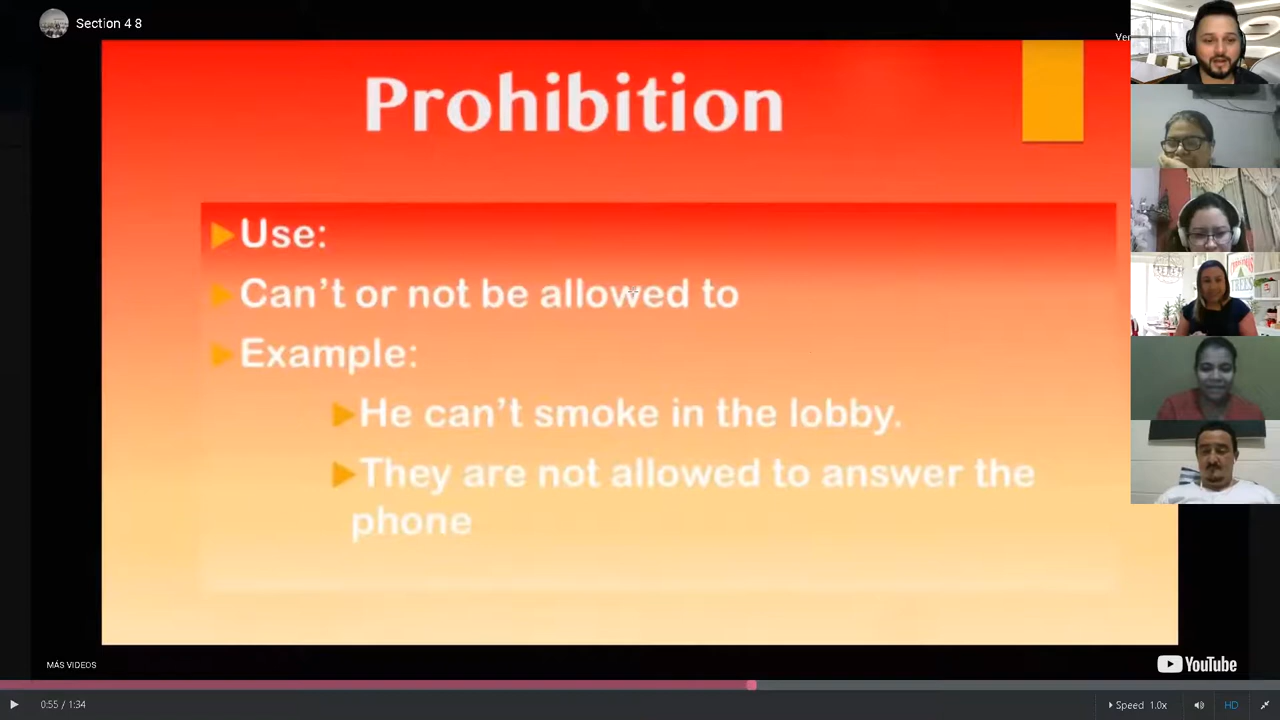 Section 4 8
Ver
Prohibition
Use:
Can't or not be allowed to
Example:
He can't smoke in the lobby.
They are not allowed to answer the
phone
MÁS VIDEOS
YouTube
0:55 / 1:34
Speed 1.0x
HD